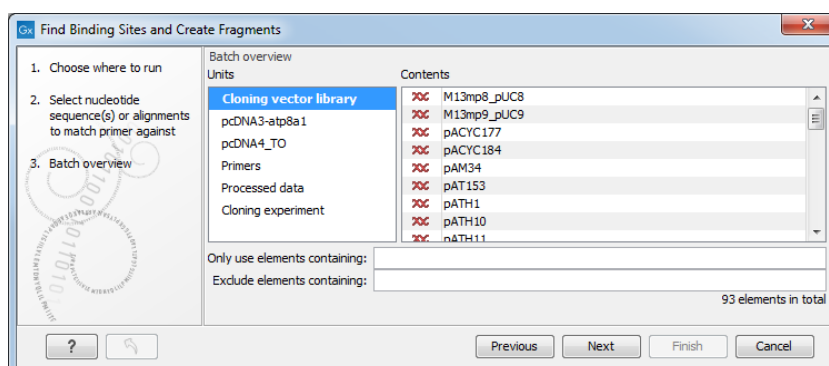 Gx Find Binding Sites and Create Fragments
1. Choose where to run
2. Select nucleotide
sequence(s) or alignments
to match primer against
3. Batch overview
Batch overview
Units
Cloning vector library
pcDNA3-atp8a1
pcDNA4_TO
Primers
Processed data
Cloning experiment
Contents
M13mp8_pUC8
M13mp9_pUC9
pACYC177
pACYC184
pAM34
pAT153
pATH1
pATH10
pATH11
Only use elements containing:
Exclude elements containing:
93 elements in total
?
Previous
Next
Finish
Cancel